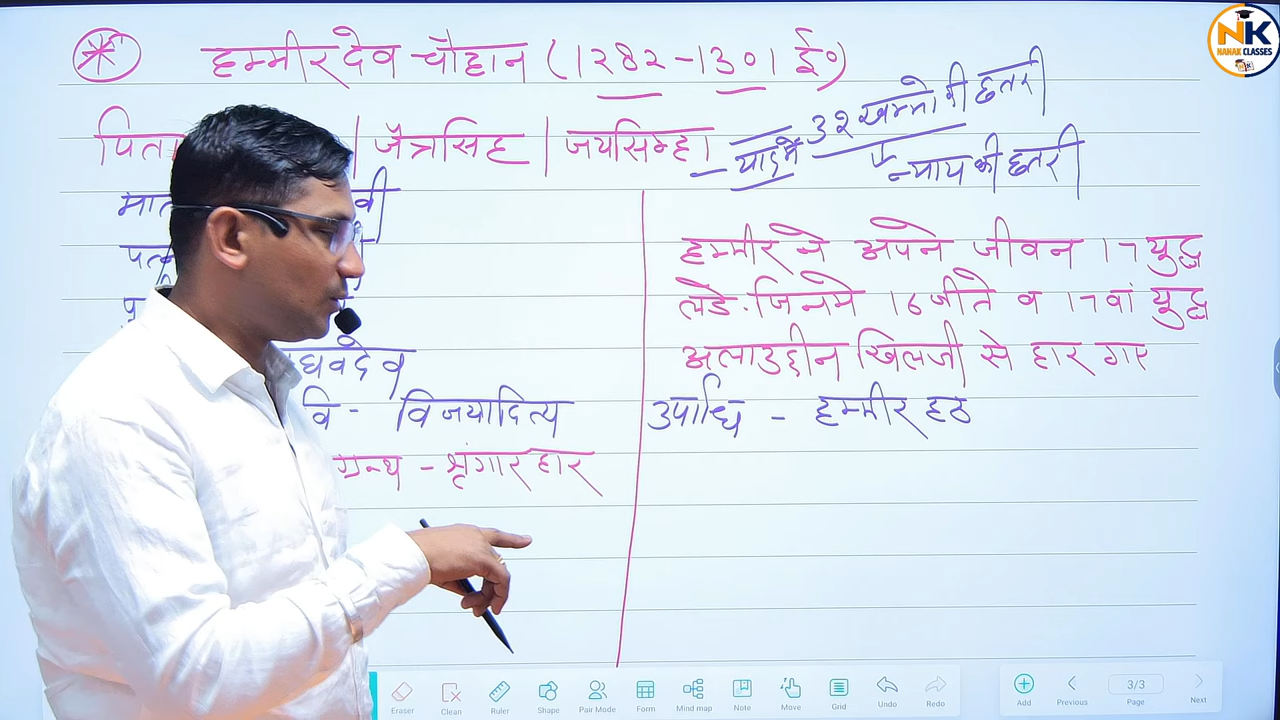 हम्मीर देव चौहान (1282-1301 ई०)
NK
NANAK CLASSES
| जैत्रसिंह | जयसिम्हा
याद में 32 खम्भो की छतरी
न्याय की छतरी
हम्मीर ने अपने जीवन 17 युद्ध
लडे. जिनमे 16 जीते व 17वां युद्ध
अलाउद्दीन खिलजी से हार गए
वि - विजयादित्य
उपाधि - हम्मीर हठ
ग्रन्थ - श्रृंगार हार
Eraser Clean Ruler Shape Pair Mode Form Mind map Note Move Grid Undo Redo Add Previous 3/3 Page Next